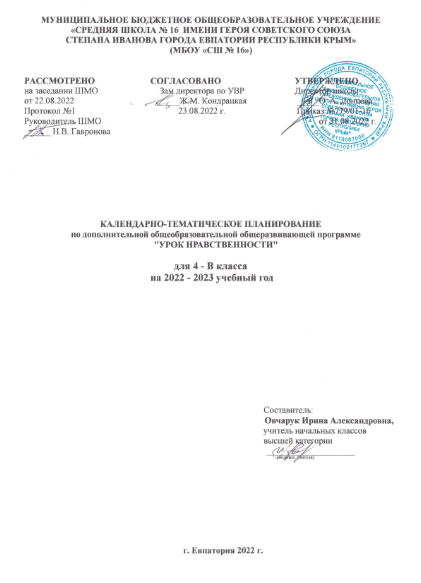 МУНИЦИПАЛЬНОЕ БЮДЖЕТНОЕ ОБЩЕОБРАЗОВАТЕЛЬНОЕ УЧРЕЖДЕНИЕ
«СРЕДНЯЯ ШКОЛА № 16 ИМЕНИ ГЕРОЯ СОВЕТСКОГО СОЮЗА
СТЕПАНА ИВАНОВА ГОРОДА ЕВПАТОРИИ РЕСПУБЛИКИ КРЫМ»
(МБОУ «СШ № 16»)
РАССМОТРЕНО СОГЛАСОВАНО УТВЕРЖДЕНО
на заседании ШМО Зам директора по УВР Директор школы
от 22.08.2022 Ж.М. Кондрацкая
Протокол №1 23.08.2022 г. Приказ
Руководитель ШМО от 31.08.2022 г.
Н.В. Гавронова
КАЛЕНДАРНО-ТЕМАТИЧЕСКОЕ ПЛАНИРОВАНИЕ
по дополнительной общеобразовательной общеразвивающей программе
"УРОК НРАВСТВЕННОСТИ"
для 4 - В класса
на 2022 - 2023 учебный год
Составитель:
Овчарук Ирина Александровна,
учитель начальных классов
высшей категории
г. Евпатория 2022 г.